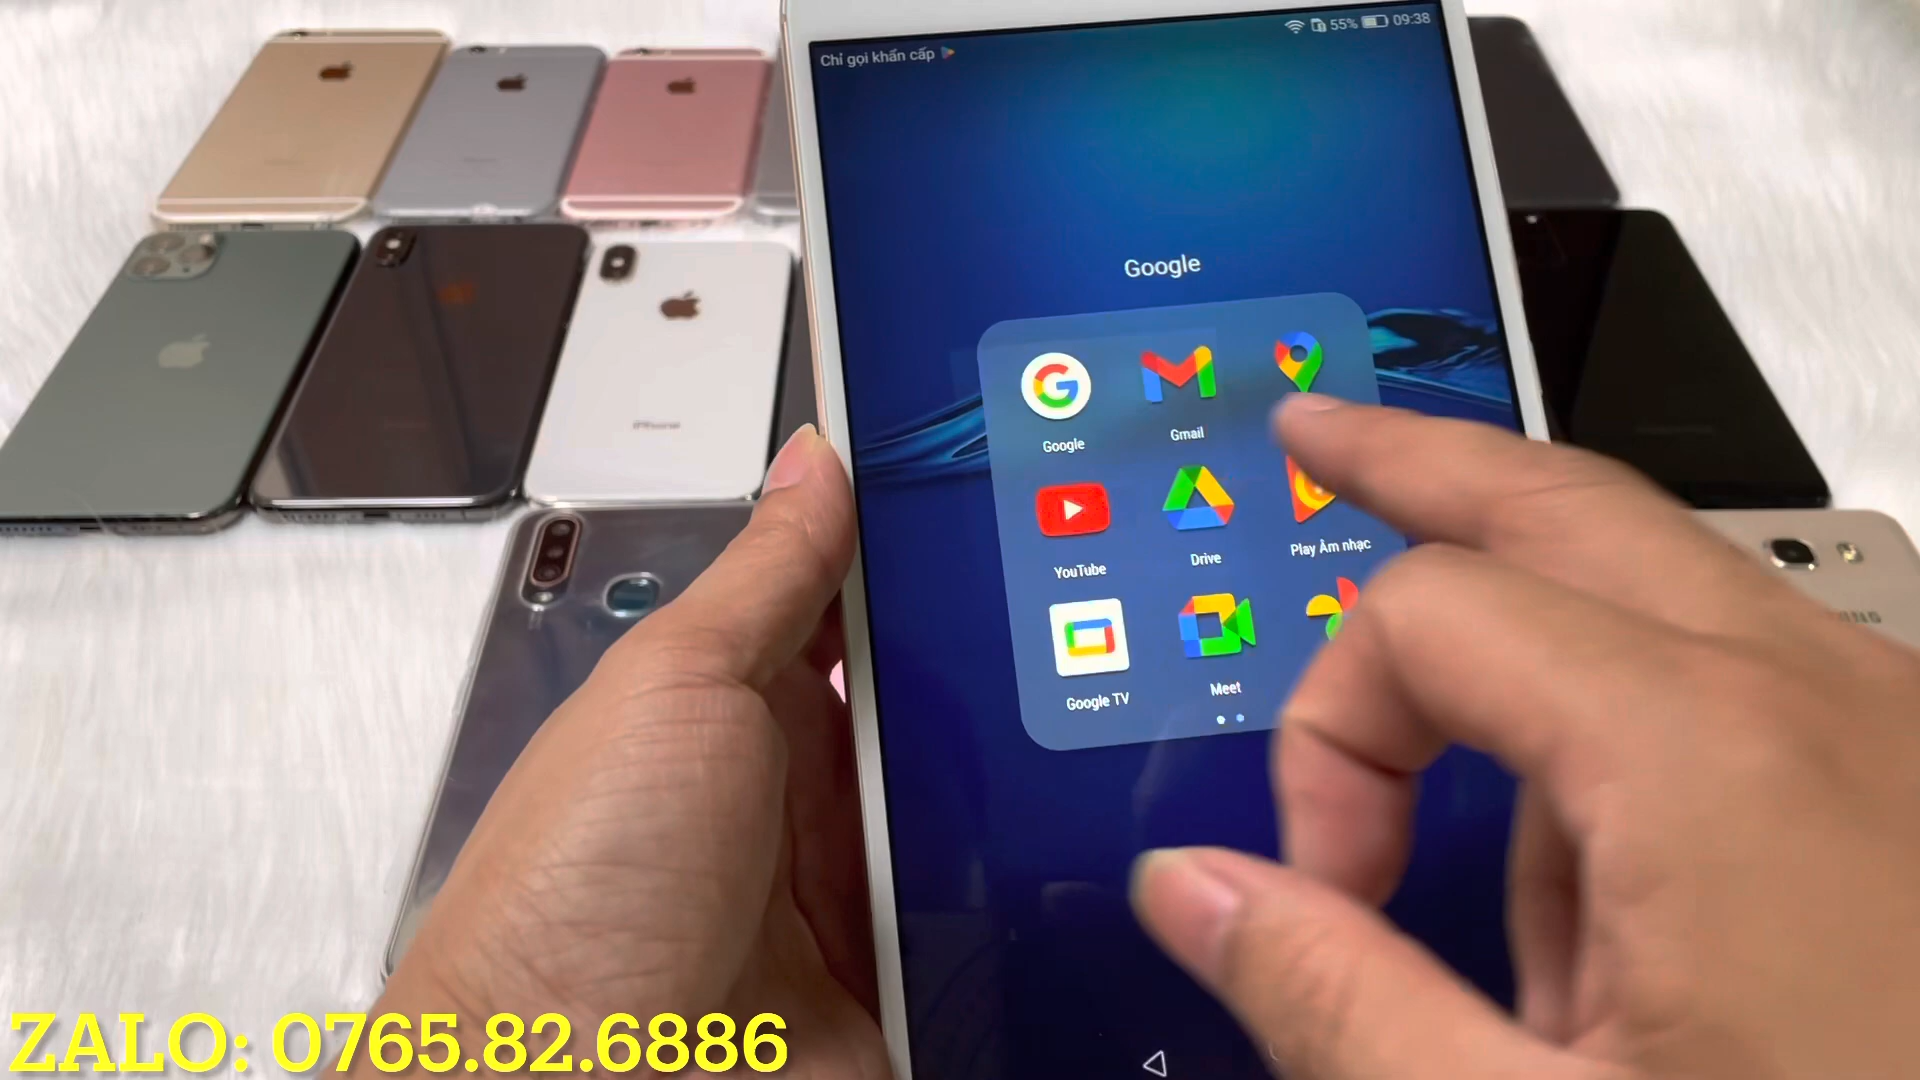 Chỉ gọi khẩn cấp
55% 09:38
Google
Google
Gmail
YouTube
Drive
Play Âm nhạc
Google TV
Meet
iPhone
ZALO: 0765.82.6886